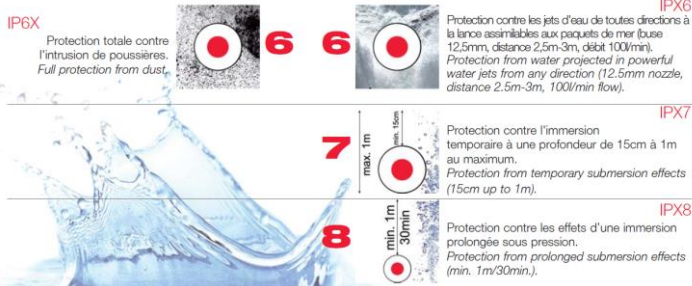 IP6X
Protection totale contre
l'intrusion de poussières.
Full protection from dust.
6
6
IPX6
Protection contre les jets d'eau de toutes directions à
la lance assimilables aux paquets de mer (buse
12,5mm, distance 2,5m-3m, débit 100l/min).
Protection from water projected in powerful
water jets from any direction (12.5mm nozzle,
distance 2.5m-3m, 100l/min flow).
7
max. 1m
min. 15cm
IPX7
Protection contre l'immersion
temporaire à une profondeur de 15cm à 1m
au maximum.
Protection from temporary submersion effects
(15cm up to 1m).
8
min. 1m
30min
IPX8
Protection contre les effets d'une immersion
prolongée sous pression.
Protection from prolonged submersion effects
(min. 1m/30min.).